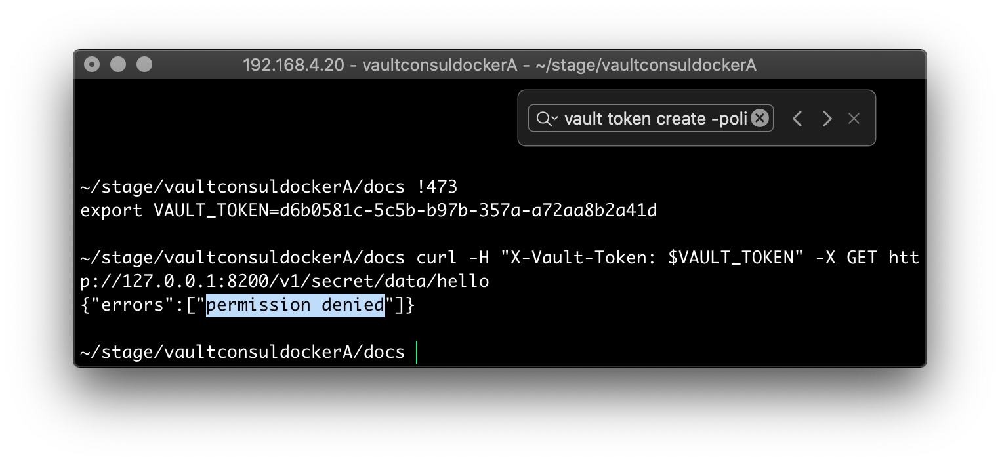 192.168.4.20 - vaultconsuldockerA - ~/stage/vaultconsuldockerA
vault token create -poli
~/stage/vaultconsuldockerA/docs !473
export VAULT_TOKEN=d6b0581c-5c5b-b97b-357a-a72aa8b2a41d
~/stage/vaultconsuldockerA/docs curl -H "X-Vault-Token: $VAULT_TOKEN" -X GET htt
p://127.0.0.1:8200/v1/secret/data/hello
{"errors":["permission denied"]}
~/stage/vaultconsuldockerA/docs